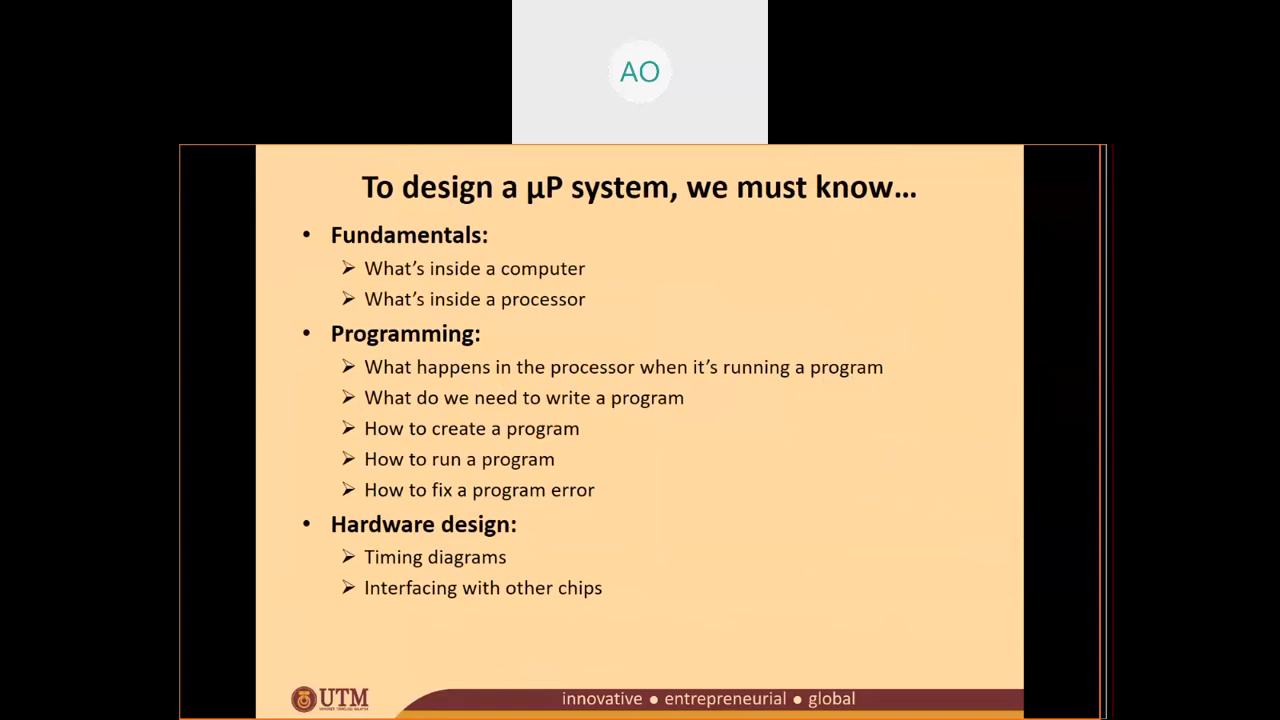 AO
To design a µP system, we must know…
• Fundamentals:
➢ What’s inside a computer
➢ What’s inside a processor
• Programming:
➢ What happens in the processor when it’s running a program
➢ What do we need to write a program
➢ How to create a program
➢ How to run a program
➢ How to fix a program error
• Hardware design:
➢ Timing diagrams
➢ Interfacing with other chips
UTM
innovative ● entrepreneurial ● global